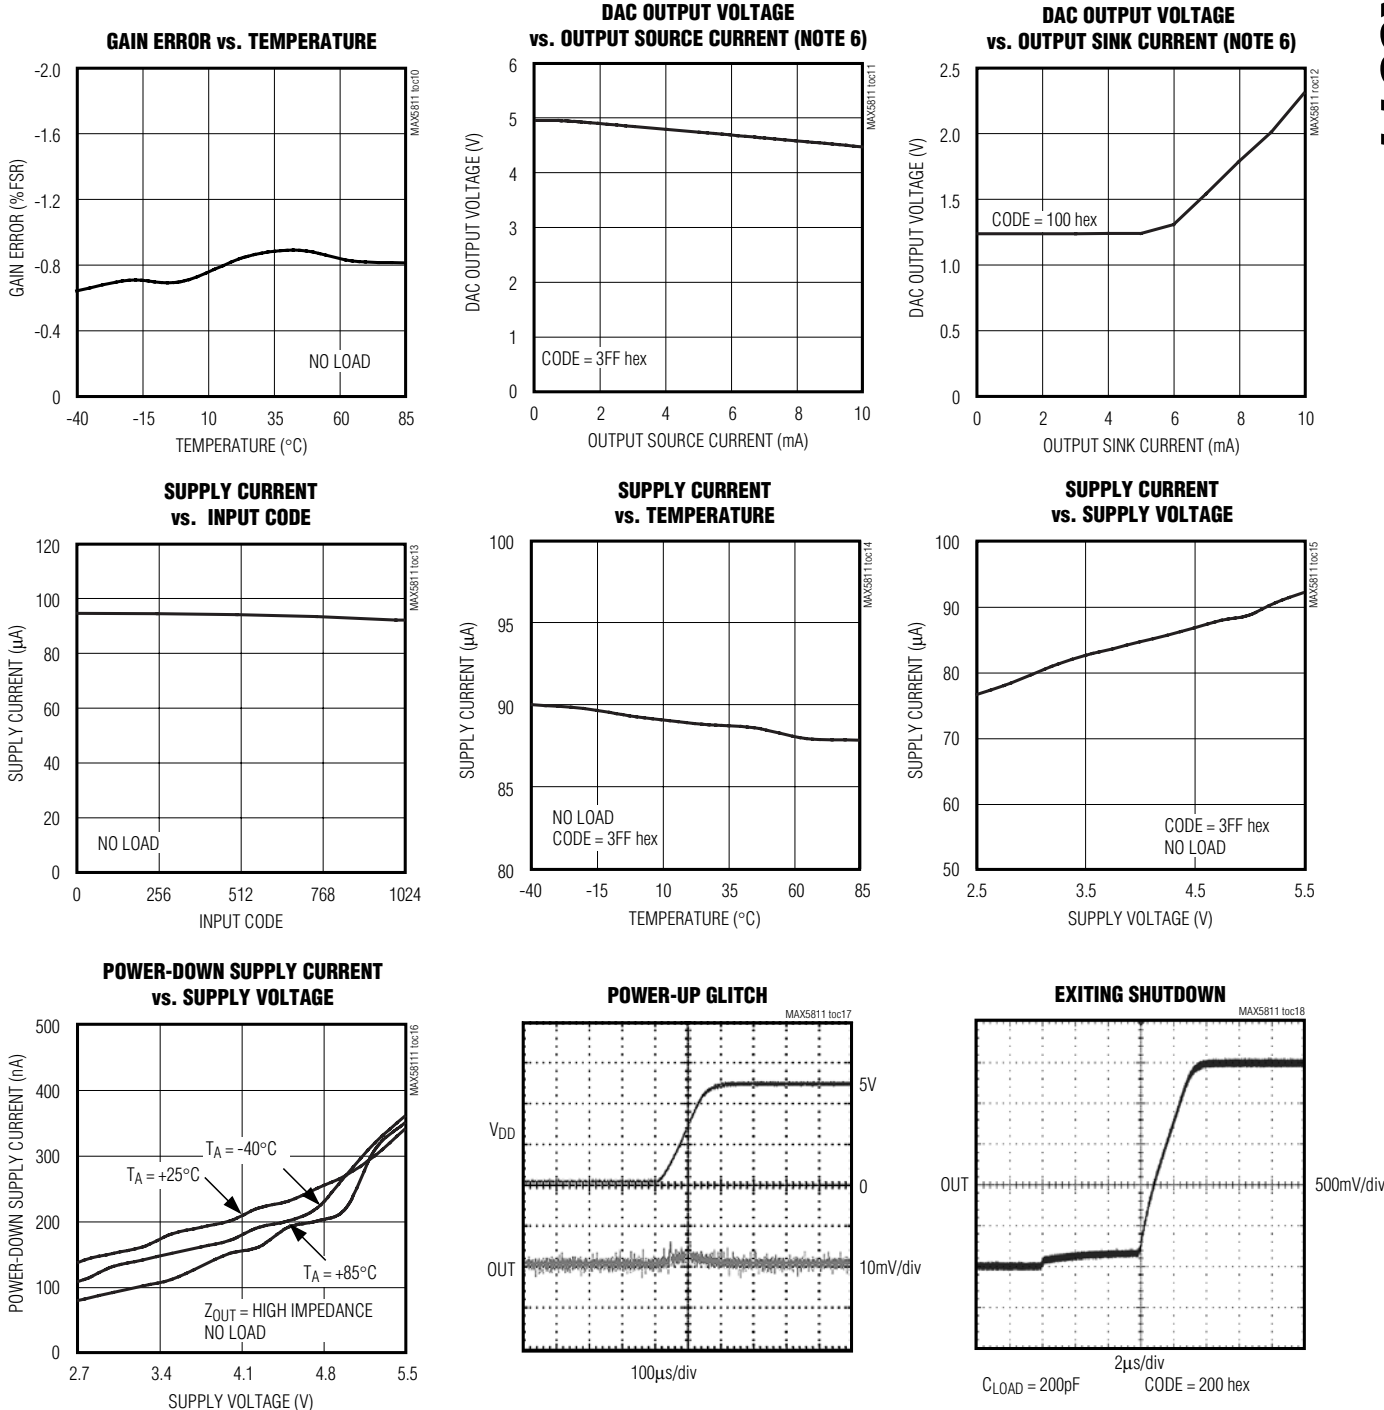 GAIN ERROR vs. TEMPERATURE
MAX5811 toc10
GAIN ERROR (%FSR)
-2.0
-1.6
-1.2
-0.8
-0.4
0
NO LOAD
-40 -15 10 35 60 85
TEMPERATURE (°C)
DAC OUTPUT VOLTAGE
vs. OUTPUT SOURCE CURRENT (NOTE 6)
MAX5811 toc11
DAC OUTPUT VOLTAGE (V)
6
5
4
3
2
1
0
CODE = 3FF hex
0 2 4 6 8 10
OUTPUT SOURCE CURRENT (mA)
DAC OUTPUT VOLTAGE
vs. OUTPUT SINK CURRENT (NOTE 6)
MAX5811 toc12
DAC OUTPUT VOLTAGE (V)
2.5
2.0
1.5
1.0
0.5
0
CODE = 100 hex
0 2 4 6 8 10
OUTPUT SINK CURRENT (mA)
SUPPLY CURRENT
vs. INPUT CODE
MAX5811 toc13
SUPPLY CURRENT (µA)
120
100
80
60
40
20
0
NO LOAD
0 256 512 768 1024
INPUT CODE
SUPPLY CURRENT
vs. TEMPERATURE
MAX5811 toc14
SUPPLY CURRENT (µA)
100
95
90
85
80
NO LOAD
CODE = 3FF hex
-40 -15 10 35 60 85
TEMPERATURE (°C)
SUPPLY CURRENT
vs. SUPPLY VOLTAGE
MAX5811 toc15
SUPPLY CURRENT (µA)
100
90
80
70
60
50
CODE = 3FF hex
NO LOAD
2.5 3.5 4.5 5.5
SUPPLY VOLTAGE (V)
POWER-DOWN SUPPLY CURRENT
vs. SUPPLY VOLTAGE
MAX58111 toc16
POWER-DOWN SUPPLY CURRENT (nA)
500
400
300
200
100
0
TA = -40°C
TA = +25°C
TA = +85°C
ZOUT = HIGH IMPEDANCE
NO LOAD
2.7 3.4 4.1 4.8 5.5
SUPPLY VOLTAGE (V)
POWER-UP GLITCH
MAX5811 toc17
5V
VDD
0
OUT
10mV/div
100µs/div
EXITING SHUTDOWN
MAX5811 toc18
OUT
500mV/div
2µs/div
CLOAD = 200pF CODE = 200 hex